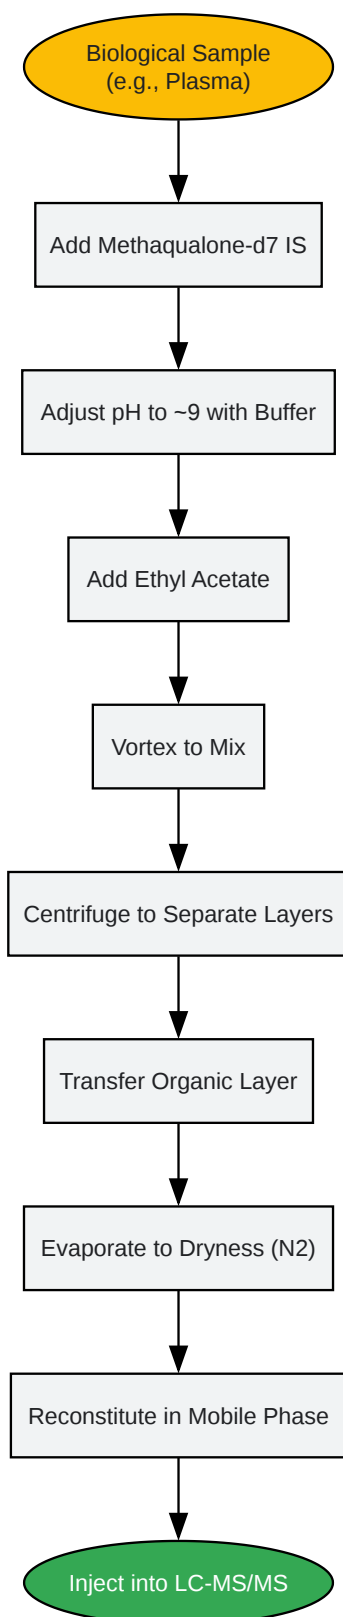 Biological Sample
(e.g., Plasma)
Add Methaqualone-d7 IS
Adjust pH to ~9 with Buffer
Add Ethyl Acetate
Vortex to Mix
Centrifuge to Separate Layers
Transfer Organic Layer
Evaporate to Dryness (N2)
Reconstitute in Mobile Phase
Inject into LC-MS/MS